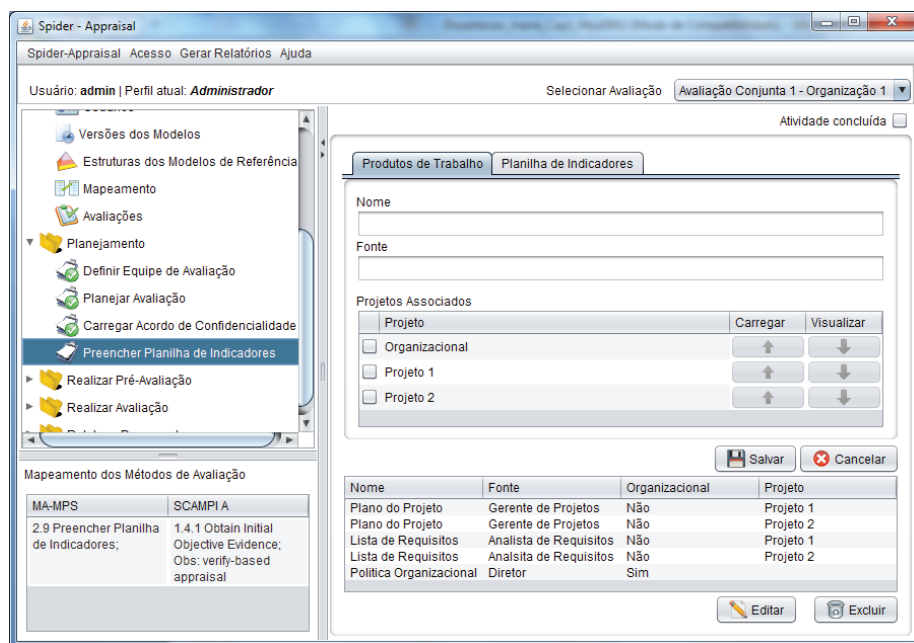 Spider - Appraisal
Spider-Appraisal Acesso Gerar Relatórios Ajuda
Usuário: admin | Perfil atual: Administrador
Selecionar Avaliação Avaliação Conjunta 1 - Organização 1
Atividade concluída
Usuários
Versões dos Modelos
Estruturas dos Modelos de Referência
Mapeamento
Avaliações
Planejamento
Definir Equipe de Avaliação
Planejar Avaliação
Carregar Acordo de Confidencialidade
Preencher Planilha de Indicadores
Realizar Pré-Avaliação
Realizar Avaliação
Mapeamento dos Métodos de Avaliação
MA-MPS SCAMPI A
2.9 Preencher Planilha 1.4.1 Obtain Initial
de Indicadores; Objective Evidence;
Obs: verify-based
appraisal
Produtos de Trabalho Planilha de Indicadores
Nome
Fonte
Projetos Associados
Projeto Carregar Visualizar
Organizacional
Projeto 1
Projeto 2
Salvar Cancelar
Nome Fonte Organizacional Projeto
Plano do Projeto Gerente de Projetos Não Projeto 1
Plano do Projeto Gerente de Projetos Não Projeto 2
Lista de Requisitos Analista de Requisitos Não Projeto 1
Lista de Requisitos Analsita de Requisitos Não Projeto 2
Política Organizacional Diretor Sim
Editar Excluir